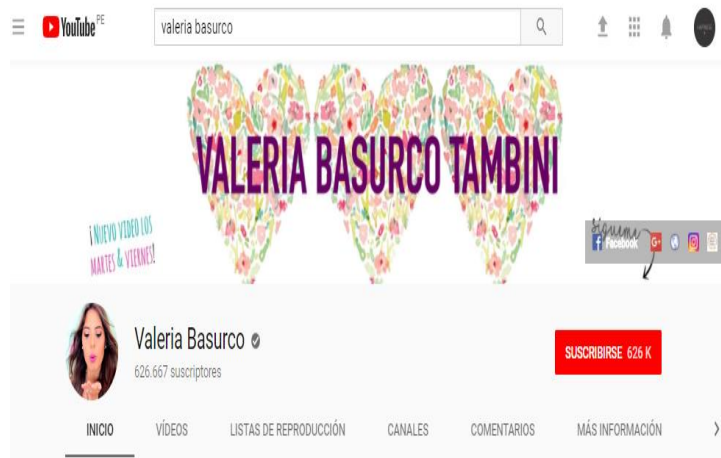 YouTube PE
valeria basurco
VALERIA BASURCO TAMBINI
¡NUEVO VIDEO LOS
MARTES & VIERNES!
Sígueme
Facebook
G+
Valeria Basurco
626.667 suscriptores
SUSCRIBIRSE 626 K
INICIO VÍDEOS LISTAS DE REPRODUCCIÓN CANALES COMENTARIOS MÁS INFORMACIÓN